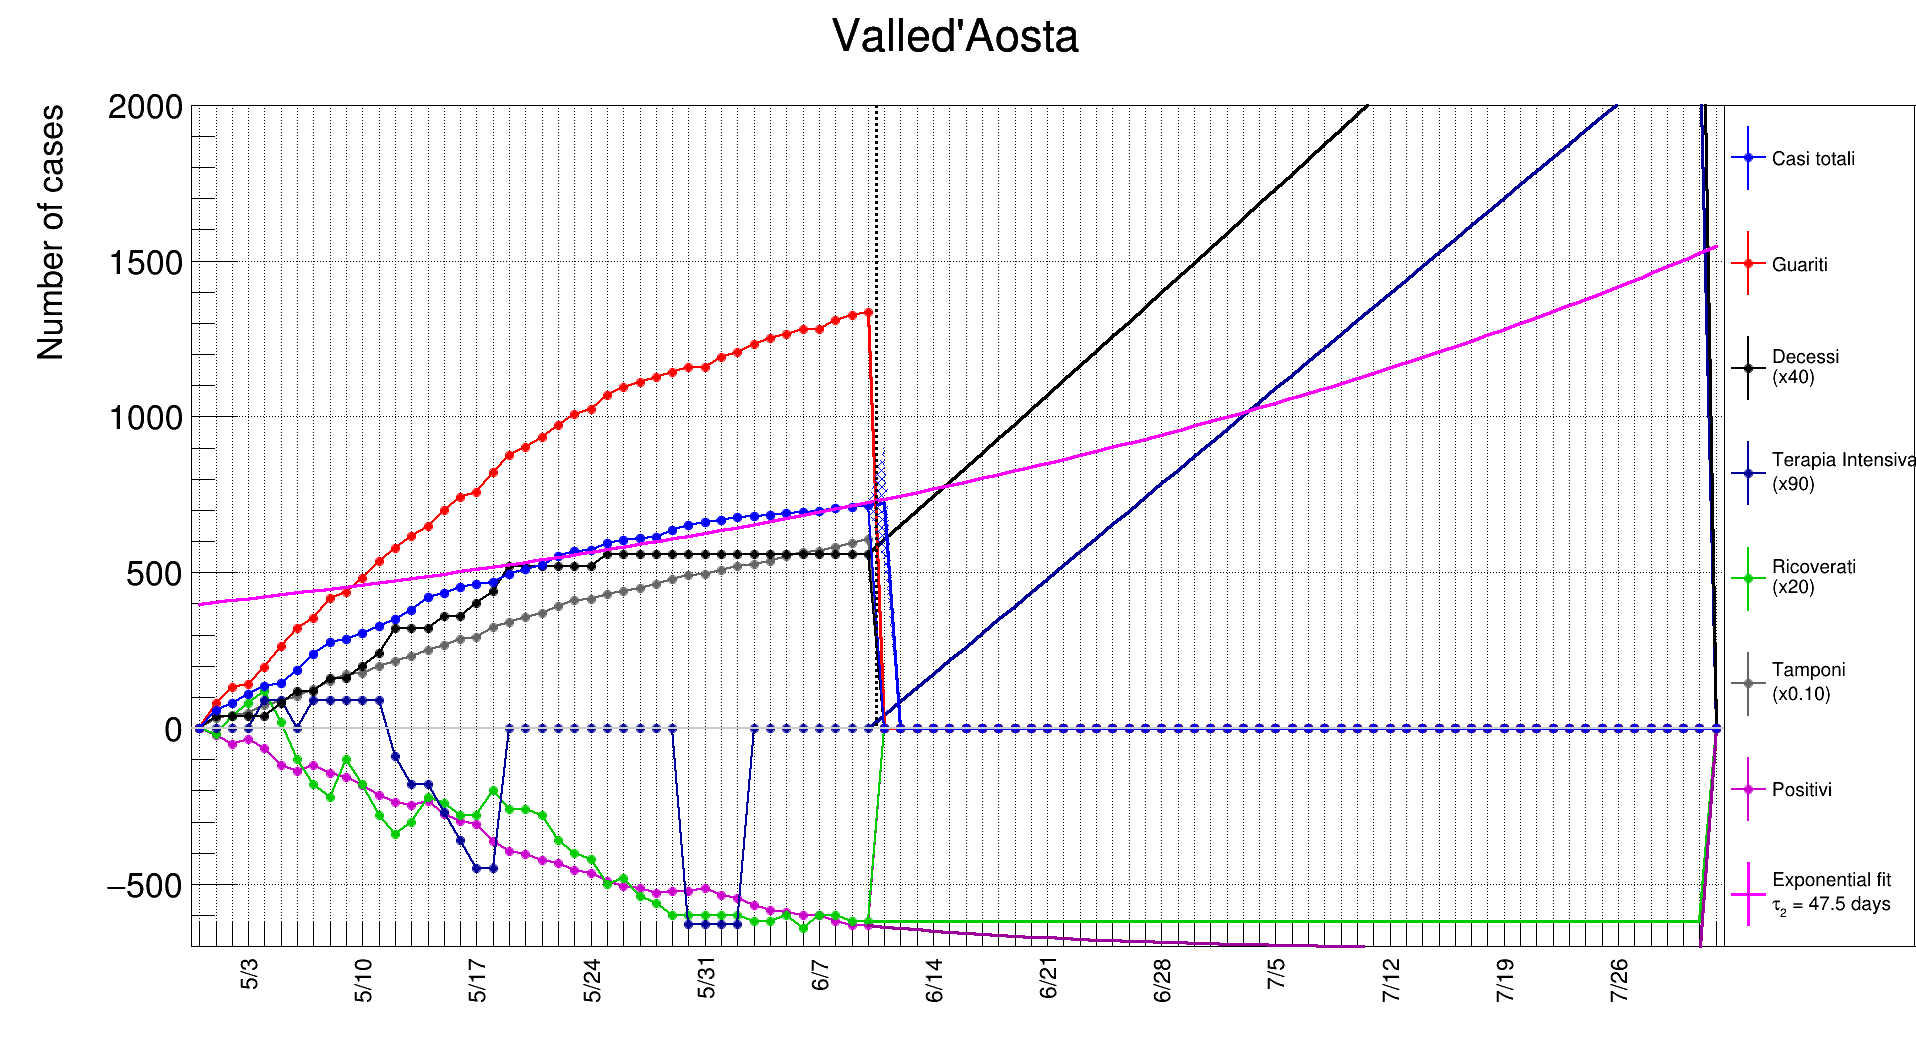 Valled'Aosta
Number of cases
2000
1500
1000
500
0
−500
5/3
5/10
5/17
5/24
5/31
6/7
6/14
6/21
6/28
7/5
7/12
7/19
7/26
Casi totali
Guariti
Decessi
(x40)
Terapia Intensiva
(x90)
Ricoverati
(x20)
Tamponi
(x0.10)
Positivi
Exponential fit
τ2 = 47.5 days